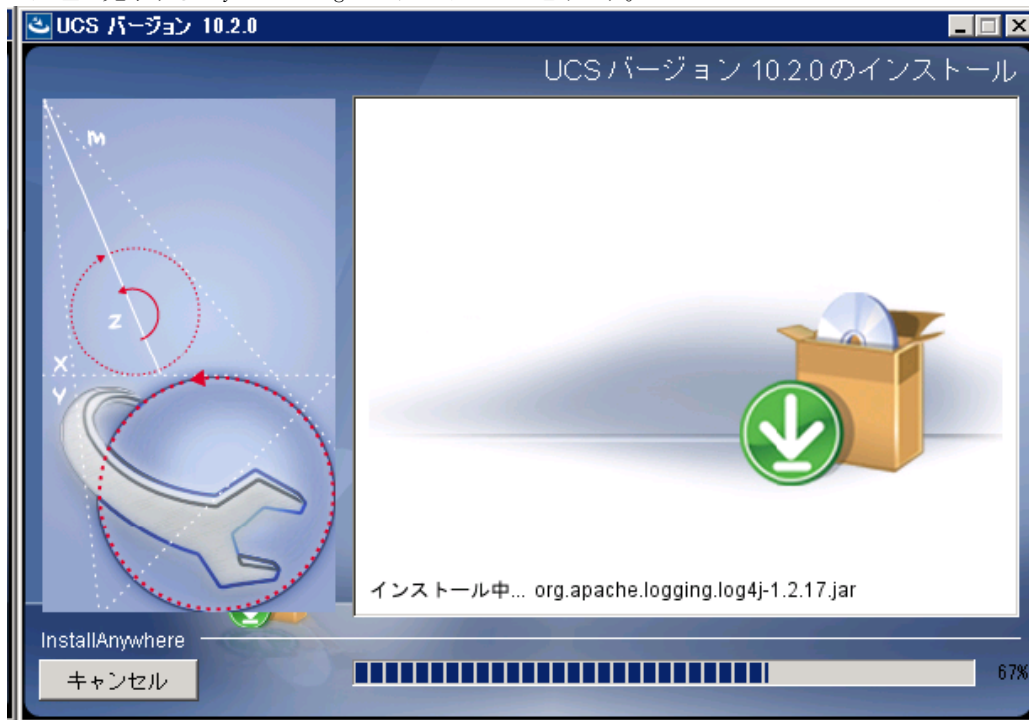 UCS バージョン 10.2.0
UCS バージョン 10.2.0 のインストール
m
z
X
Y
インストール中... org.apache.logging.log4j-1.2.17.jar
InstallAnywhere
キャンセル
67%